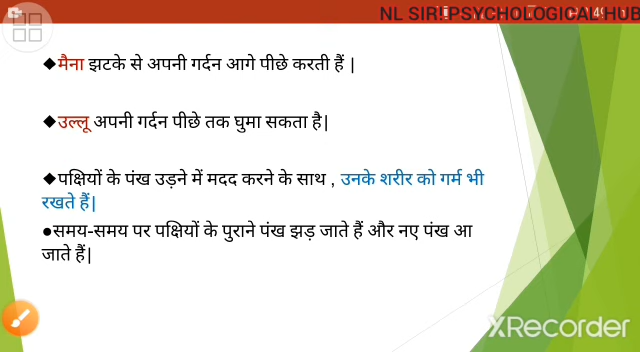 NL SIR!!PSYCHOLOGICAL HUB
◆मैना झटके से अपनी गर्दन आगे पीछे करती हैं |
◆उल्लू अपनी गर्दन पीछे तक घुमा सकता है|
◆पक्षियों के पंख उड़ने में मदद करने के साथ , उनके शरीर को गर्म भी
रखते हैं|
●समय-समय पर पक्षियों के पुराने पंख झड़ जाते हैं और नए पंख आ
जाते हैं|
XRecorder